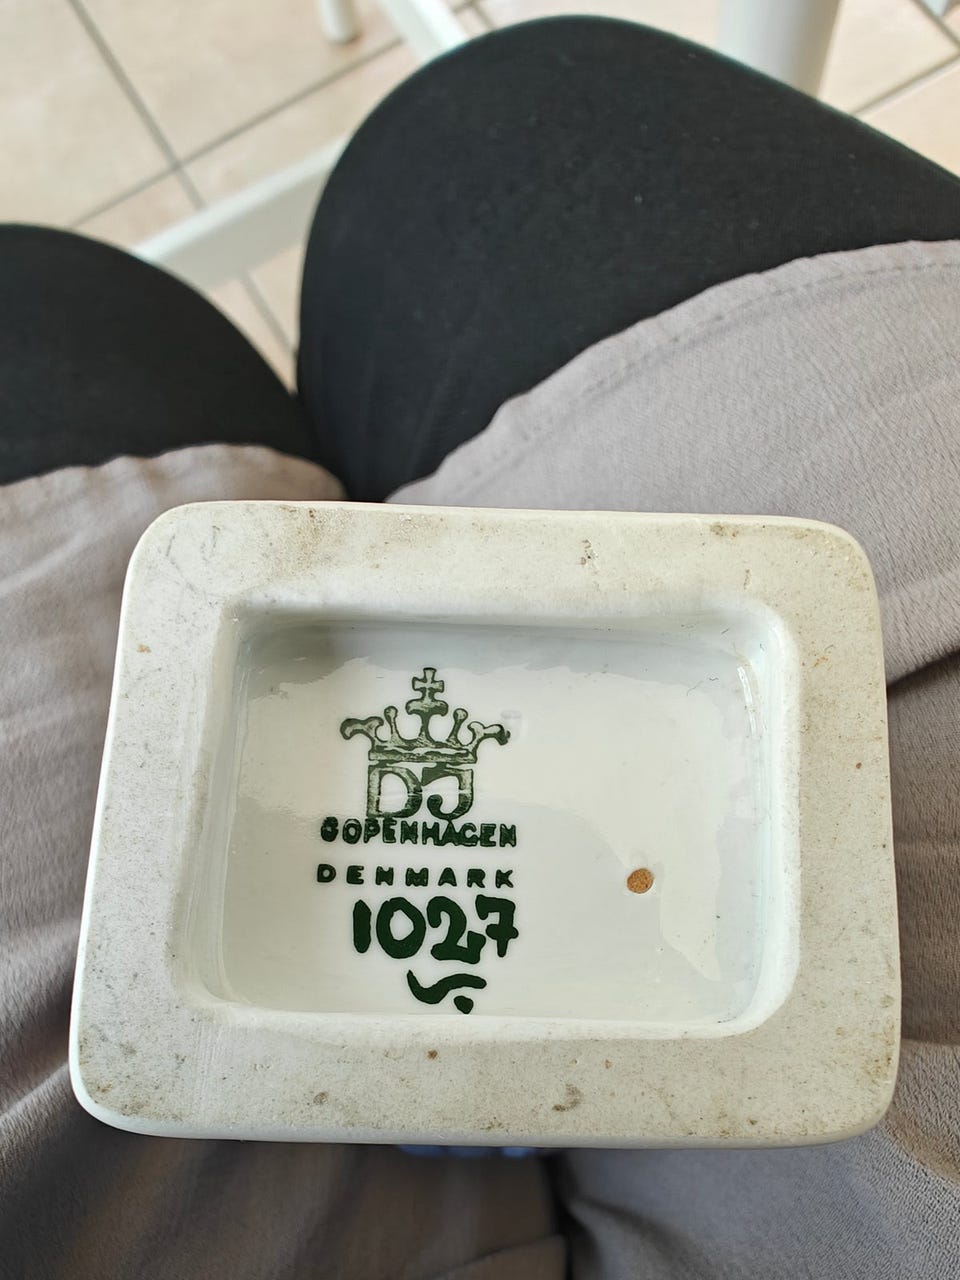 DJ
COPENHAGEN
DENMARK
1027